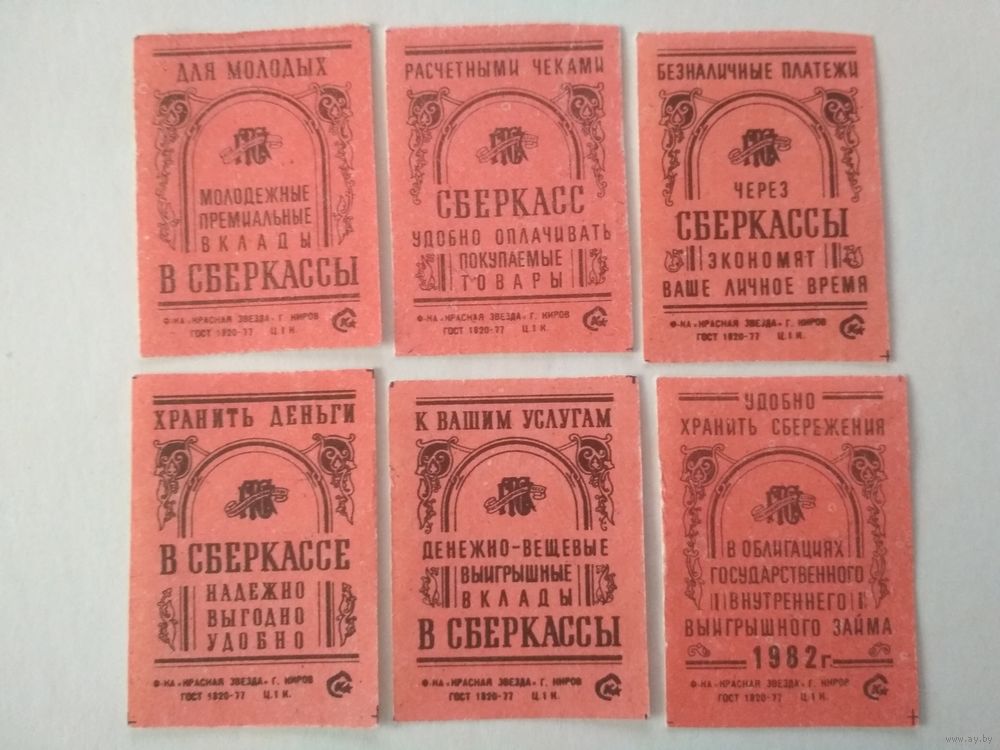 ДЛЯ МОЛОДЫХ
МОЛОДЕЖНЫЕ
ПРЕМИАЛЬНЫЕ
ВКЛАДЫ
В СБЕРКАССЫ
Ф-КА «КРАСНАЯ ЗВЕЗДА» Г. КИРОВ
ГОСТ 1820-77 Ц. 1 К.
РАСЧЕТНЫМИ ЧЕКАМИ
СБЕРКАСС
УДОБНО ОПЛАЧИВАТЬ
ПОКУПАЕМЫЕ
ТОВАРЫ
Ф-КА «КРАСНАЯ ЗВЕЗДА» Г. КИРОВ
ГОСТ 1820-77 Ц. 1 К.
БЕЗНАЛИЧНЫЕ ПЛАТЕЖИ
ЧЕРЕЗ
СБЕРКАССЫ
ЭКОНОМЯТ
ВАШЕ ЛИЧНОЕ ВРЕМЯ
Ф-КА «КРАСНАЯ ЗВЕЗДА» Г. КИРОВ
ГОСТ 1820-77 Ц. 1 К.
ХРАНИТЬ ДЕНЬГИ
В СБЕРКАССЕ
НАДЕЖНО
ВЫГОДНО
УДОБНО
Ф-КА «КРАСНАЯ ЗВЕЗДА» Г. КИРОВ
ГОСТ 1820-77 Ц. 1 К.
К ВАШИМ УСЛУГАМ
ДЕНЕЖНО-ВЕЩЕВЫЕ
ВЫИГРЫШНЫЕ
ВКЛАДЫ
В СБЕРКАССЫ
Ф-КА «КРАСНАЯ ЗВЕЗДА» Г. КИРОВ
ГОСТ 1820-77 Ц. 1 К.
УДОБНО
ХРАНИТЬ СБЕРЕЖЕНИЯ
В ОБЛИГАЦИЯХ
ГОСУДАРСТВЕННОГО
ВНУТРЕННЕГО
ВЫИГРЫШНОГО ЗАЙМА
1982 г.
Ф-КА «КРАСНАЯ ЗВЕЗДА» Г. КИРОВ
ГОСТ 1820-77 Ц. 1 К.
www.ay.by